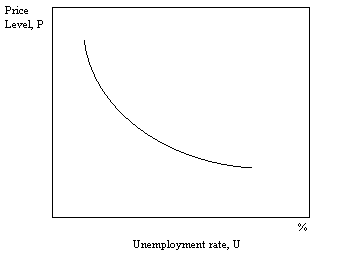 Price
Level, P
%
Unemployment rate, U